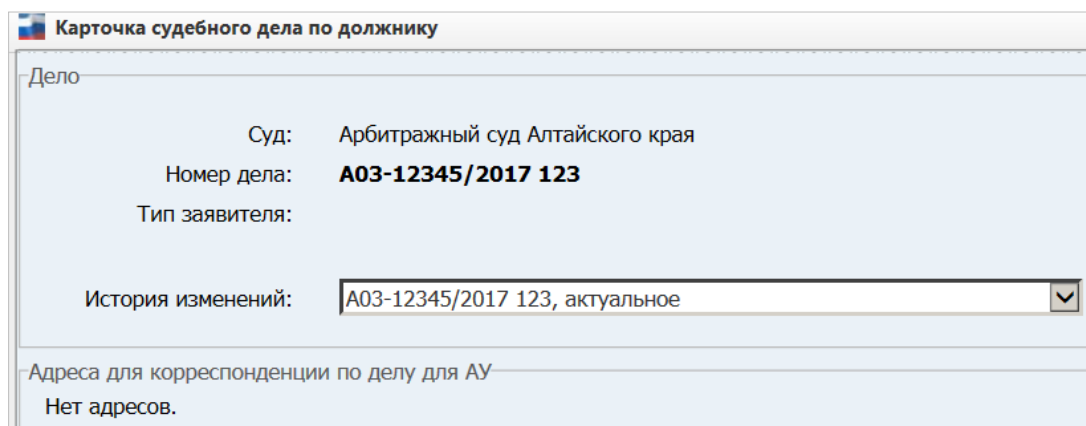 Карточка судебного дела по должнику
Дело
Суд: Арбитражный суд Алтайского края
Номер дела: А03-12345/2017 123
Тип заявителя:
История изменений: А03-12345/2017 123, актуальное
Адреса для корреспонденции по делу для АУ
Нет адресов.